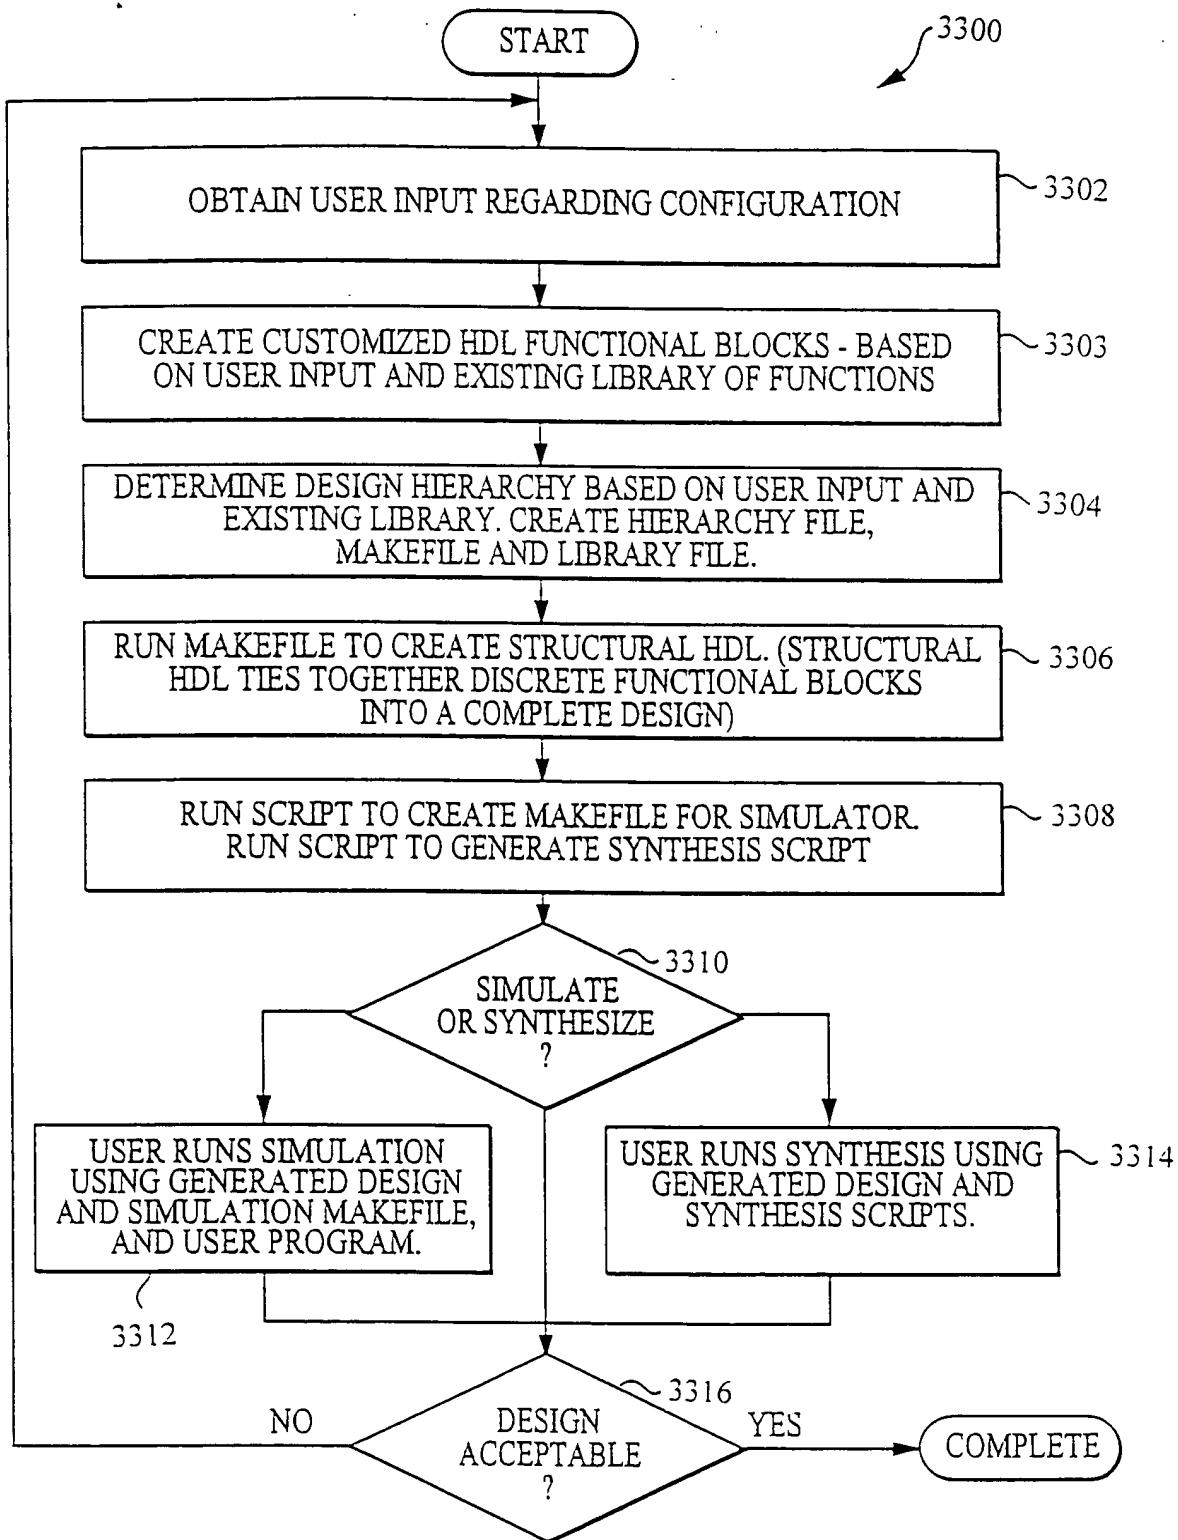 START
3300
OBTAIN USER INPUT REGARDING CONFIGURATION
3302
CREATE CUSTOMIZED HDL FUNCTIONAL BLOCKS - BASED
ON USER INPUT AND EXISTING LIBRARY OF FUNCTIONS
3303
DETERMINE DESIGN HIERARCHY BASED ON USER INPUT AND
EXISTING LIBRARY. CREATE HIERARCHY FILE,
MAKEFILE AND LIBRARY FILE.
3304
RUN MAKEFILE TO CREATE STRUCTURAL HDL. (STRUCTURAL
HDL TIES TOGETHER DISCRETE FUNCTIONAL BLOCKS
INTO A COMPLETE DESIGN)
3306
RUN SCRIPT TO CREATE MAKEFILE FOR SIMULATOR.
RUN SCRIPT TO GENERATE SYNTHESIS SCRIPT
3308
3310
SIMULATE
OR SYNTHESIZE
?
USER RUNS SIMULATION
USING GENERATED DESIGN
AND SIMULATION MAKEFILE,
AND USER PROGRAM.
3312
USER RUNS SYNTHESIS USING
GENERATED DESIGN AND
SYNTHESIS SCRIPTS.
3314
3316
DESIGN
ACCEPTABLE
?
NO
YES
COMPLETE